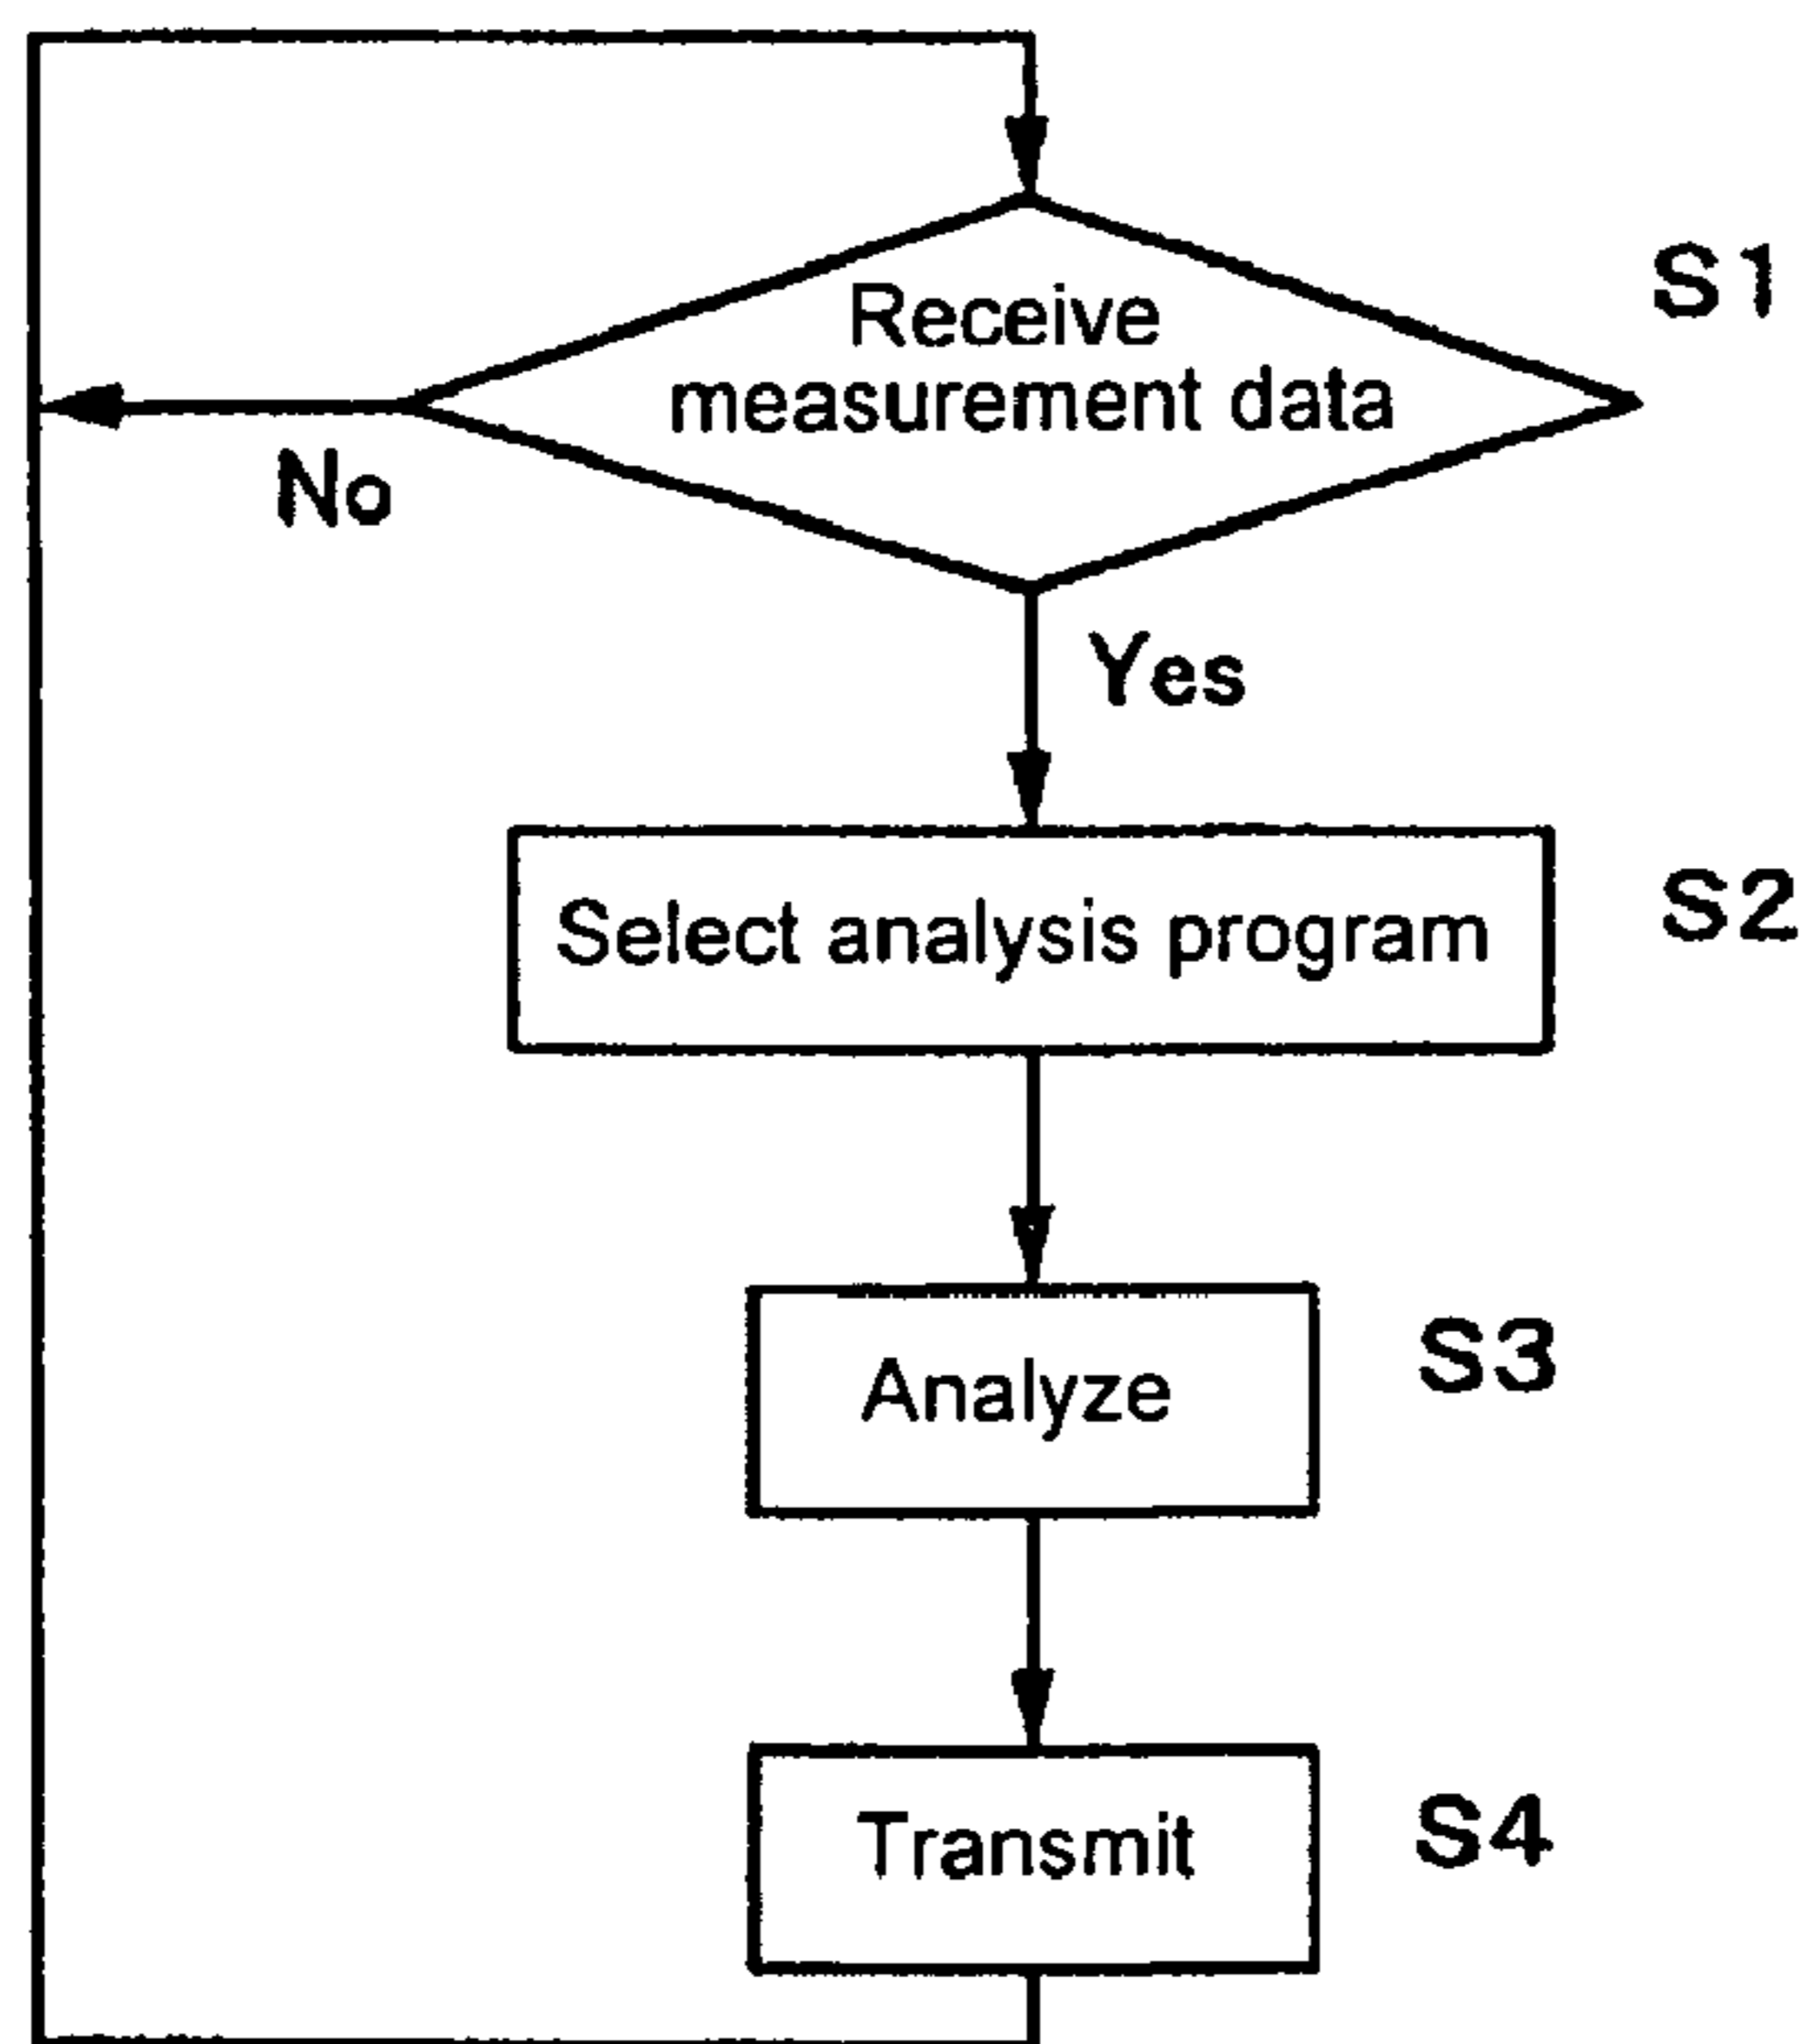 Receive
measurement data
S1
No
Yes
Select analysis program
S2
Analyze
S3
Transmit
S4